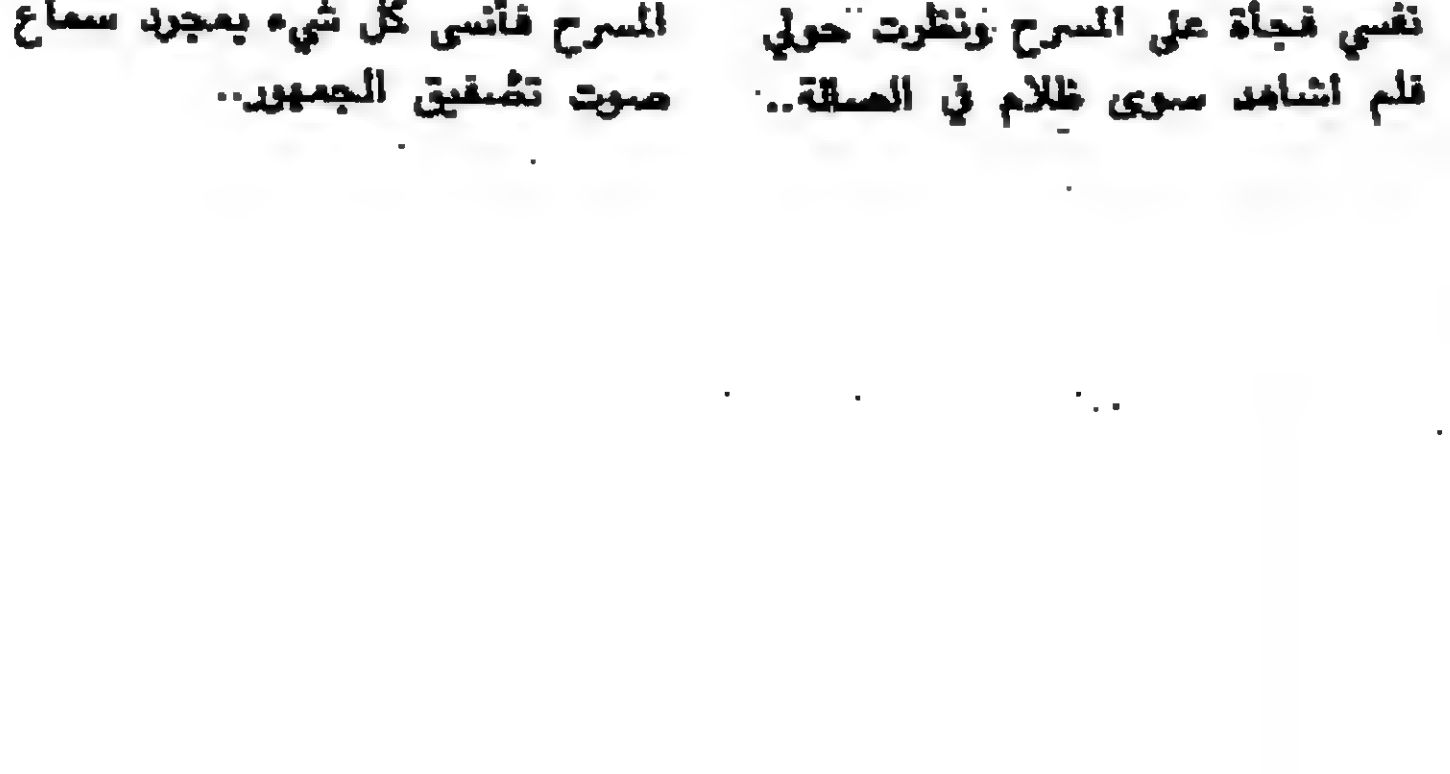 نفسي فجأة على المسرح ونظرت حولي
فلم اشاهد سوى ظلام في الصالة..
المسرح فأنسى كل شيء بمجرد سماع
صوت تصفيق الجمهور..